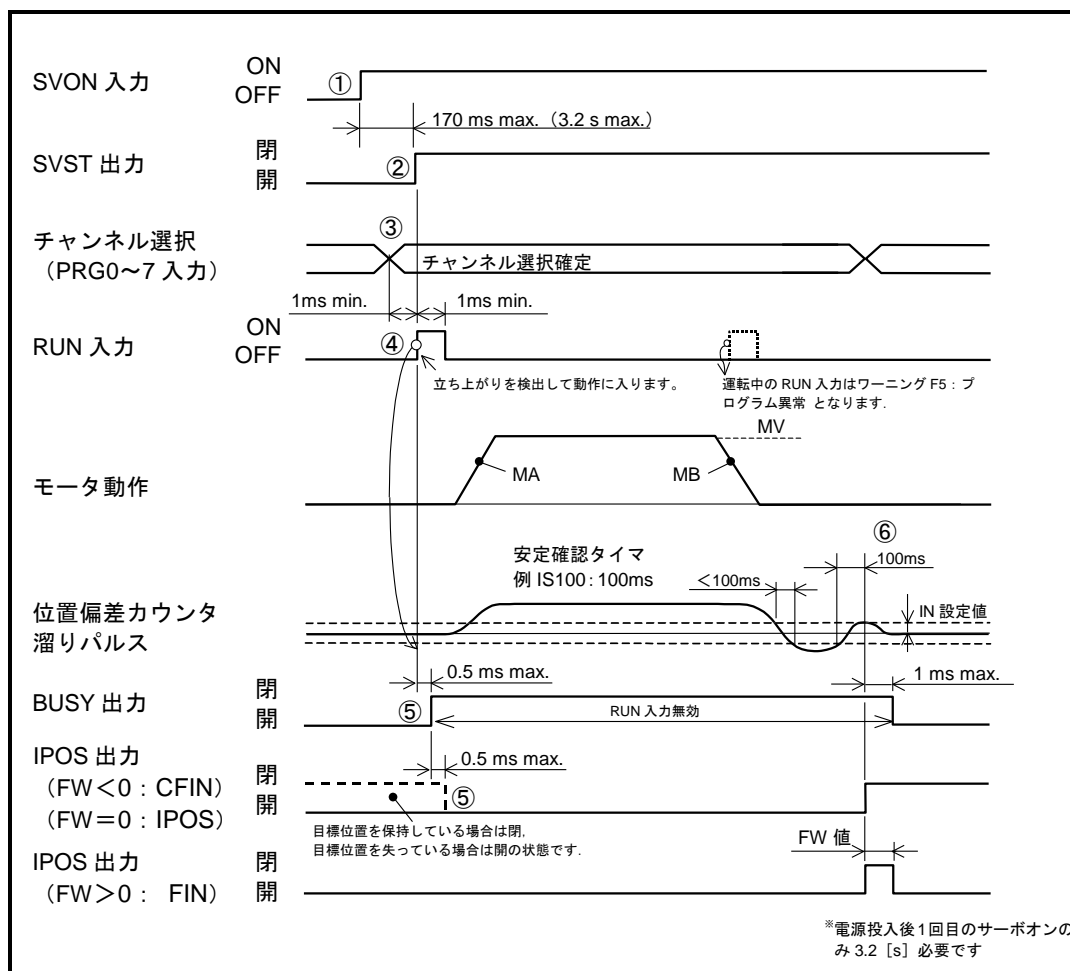 ON
SVON 入力
OFF
①
170 ms max. (3.2 s max.)
閉
SVST 出力
開
②
③
チャンネル選択
（PRG0～7 入力）
チャンネル選択確定
1ms min.
1ms min.
ON
RUN 入力
OFF
④
立ち上がりを検出して動作に入ります。
運転中の RUN 入力はワーニング F5：プ
ログラム異常 となります.
MV
MA
MB
モータ動作
⑥
安定確認タイマ
例 IS100：100ms
＜100ms
100ms
位置偏差カウンタ
溜りパルス
IN 設定値
0.5 ms max.
1 ms max.
閉
BUSY 出力
開
⑤
RUN 入力無効
IPOS 出力
（FW＜0：CFIN）
（FW＝0：IPOS）
閉
開
0.5 ms max.
⑤
目標位置を保持している場合は閉,
目標位置を失っている場合は開の状態です.
FW 値
IPOS 出力
（FW＞0： FIN）
閉
開
※電源投入後1回目のサーボオンの
み 3.2［s］必要です